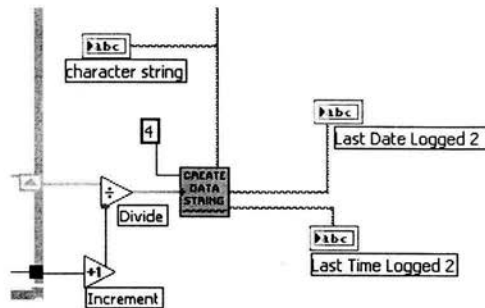 abc
character string
4
abc
Last Date Logged 2
CREATE
DATA
STRING
÷
Divide
abc
Last Time Logged 2
+1
Increment